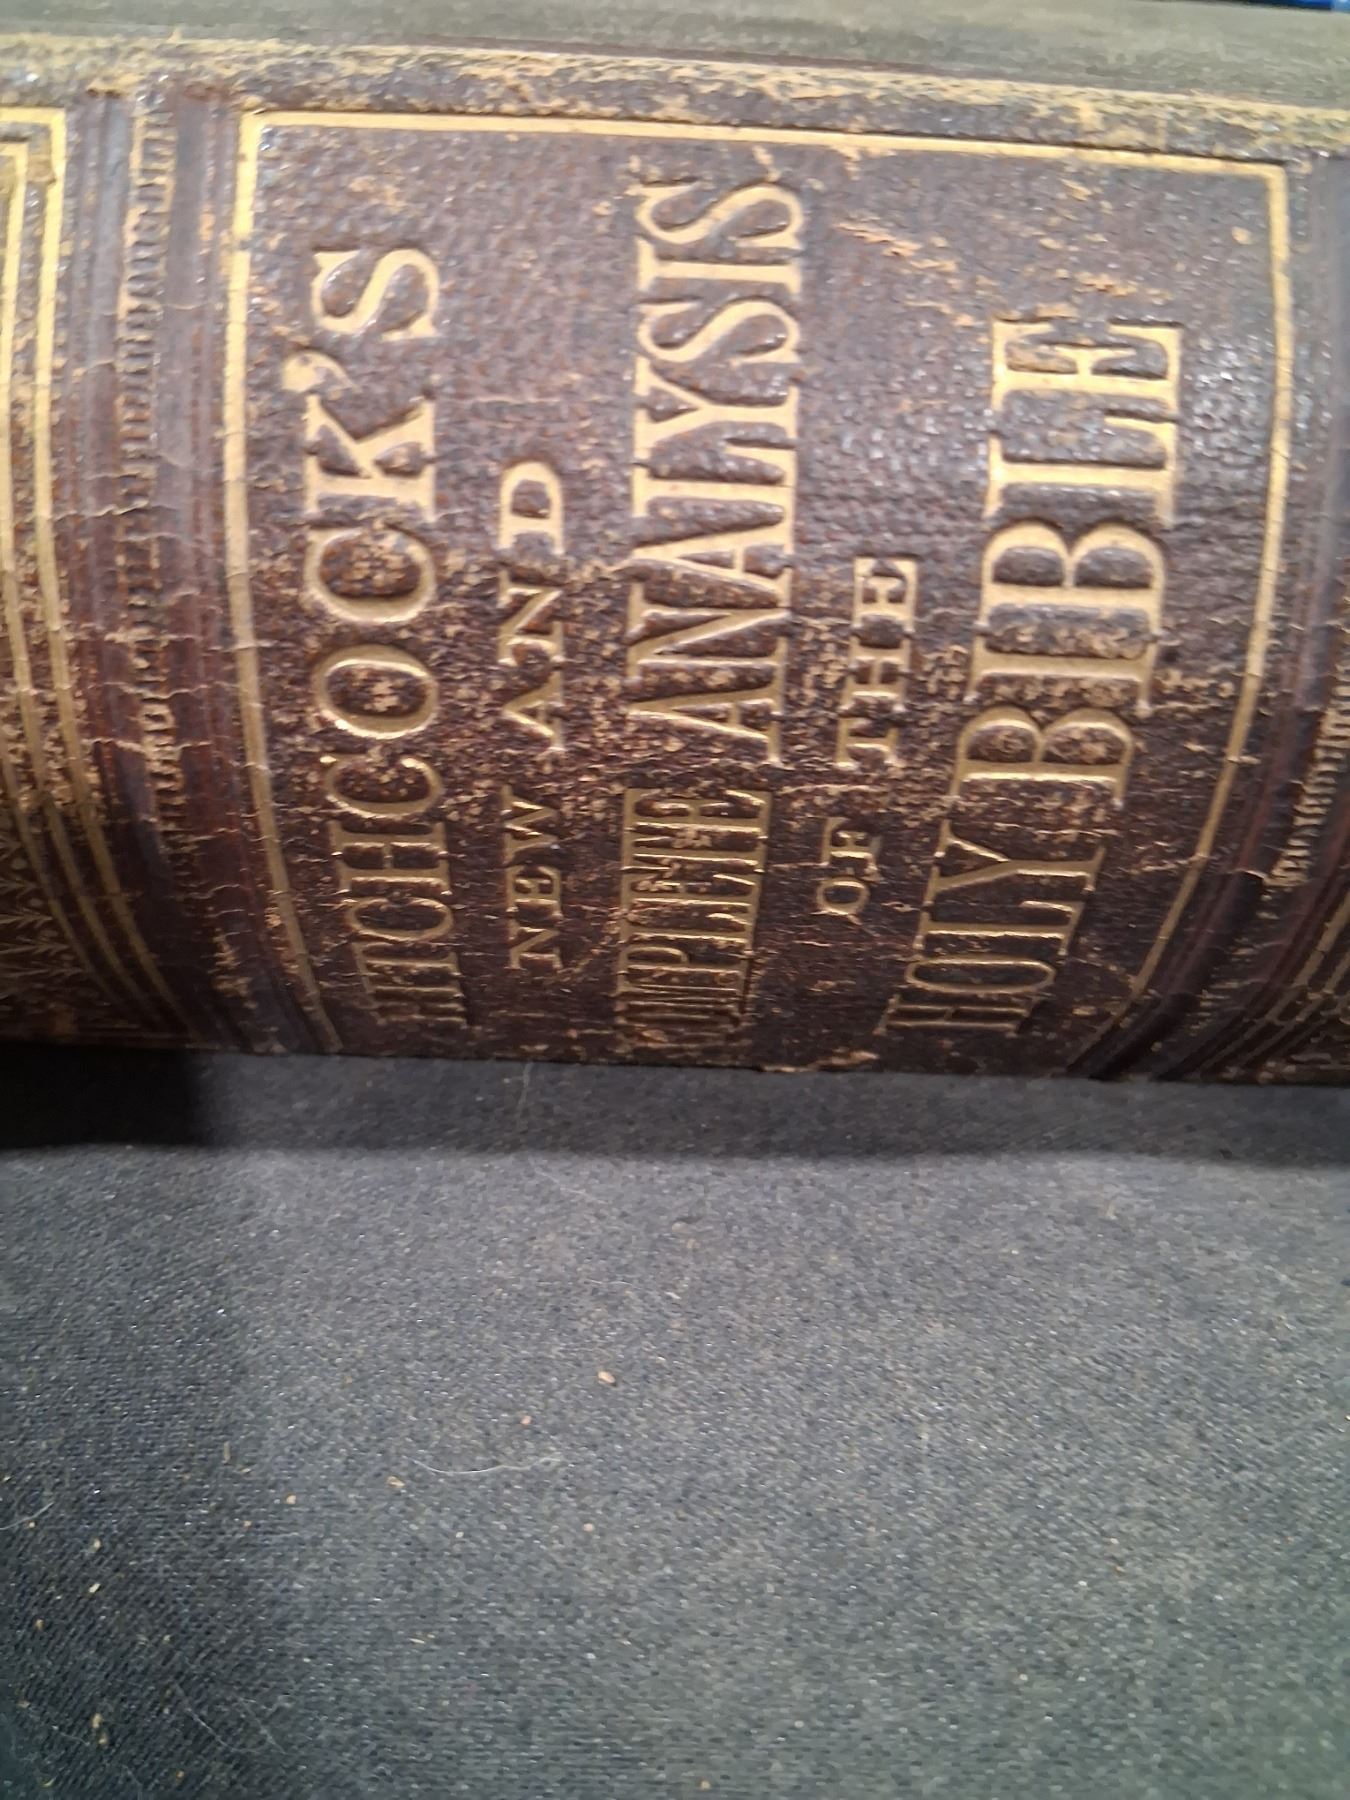 HITCHCOCK'S
NEW AND
COMPLETE ANALYSIS
OF THE
HOLY BIBLE